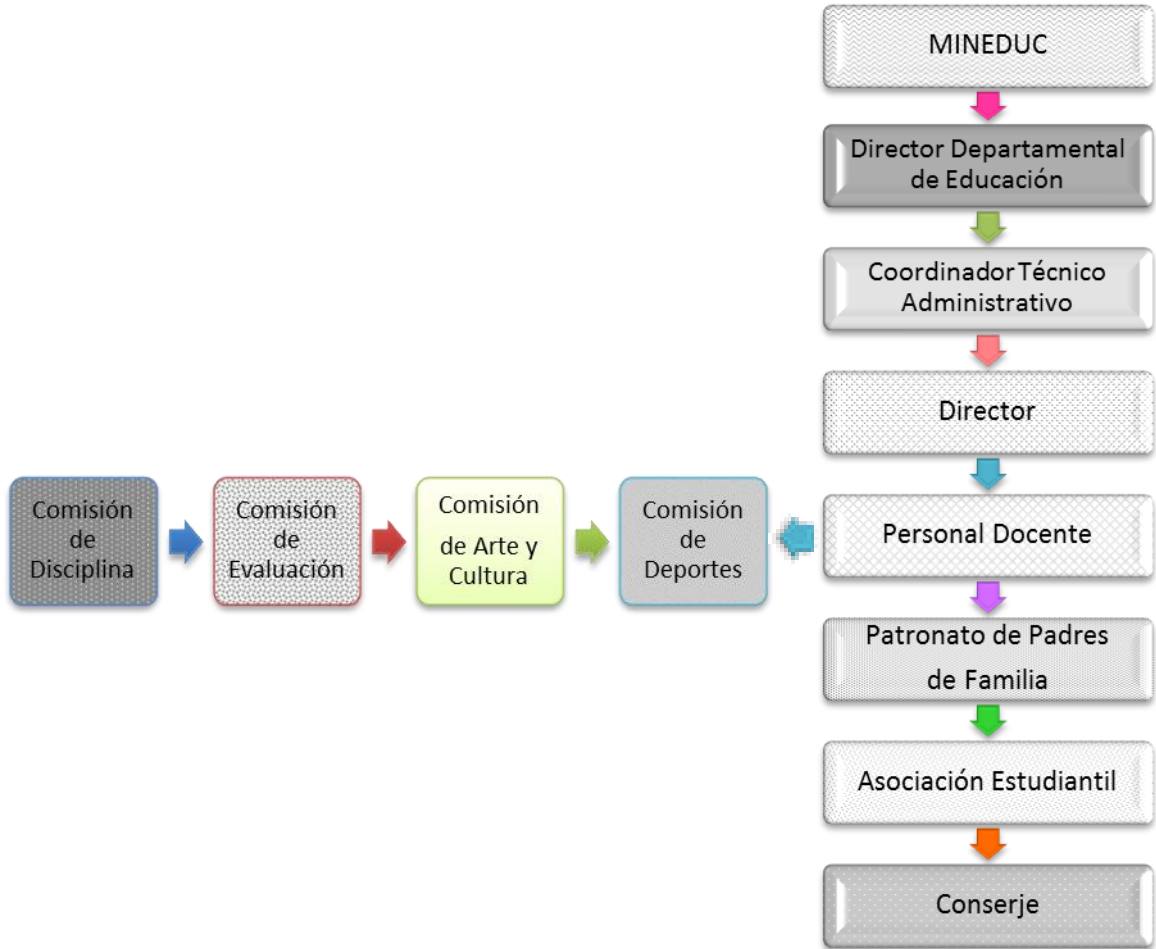 MINEDUC
Director Departamental
de Educación
Coordinador Técnico
Administrativo
Director
Personal Docente
Comisión
de
Disciplina
Comisión
de
Evaluación
Comisión
de Arte y
Cultura
Comisión
de
Deportes
Patronato de Padres
de Familia
Asociación Estudiantil
Conserje